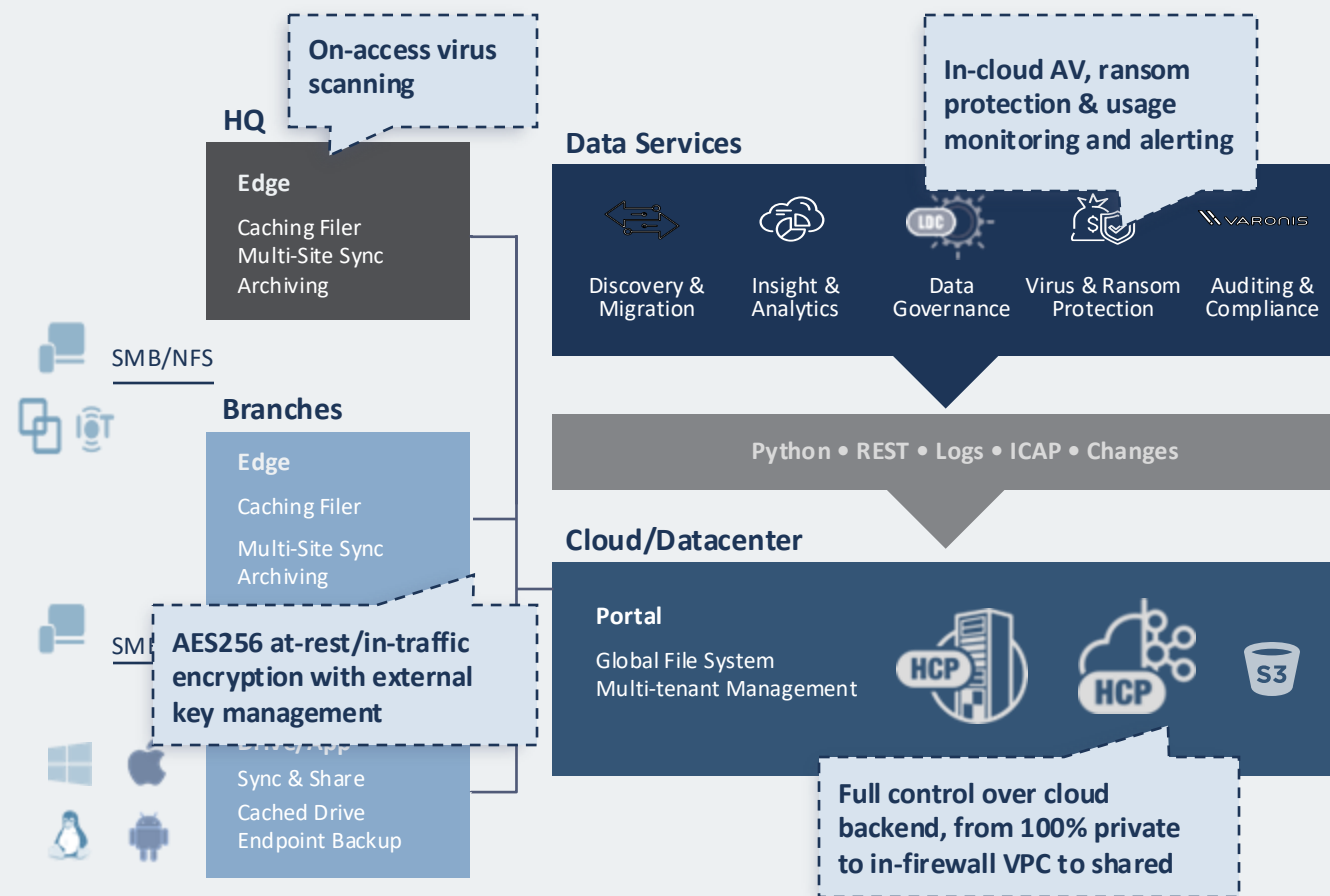 On-access virus
scanning
HQ
Edge
Caching Filer
Multi-Site Sync
Archiving
SMB/NFS
IoT
Branches
Edge
Caching Filer
Multi-Site Sync
Archiving
AES256 at-rest/in-traffic
encryption with external
key management
Sync & Share
Cached Drive
Endpoint Backup
In-cloud AV, ransom
protection & usage
monitoring and alerting
Data Services
LDC
$
VARONIS
Discovery &
Migration
Insight &
Analytics
Data
Governance
Virus & Ransom
Protection
Auditing &
Compliance
Python • REST • Logs • ICAP • Changes
Cloud/Datacenter
Portal
Global File System
Multi-tenant Management
HCP
HCP
S3
Full control over cloud
backend, from 100% private
to in-firewall VPC to shared